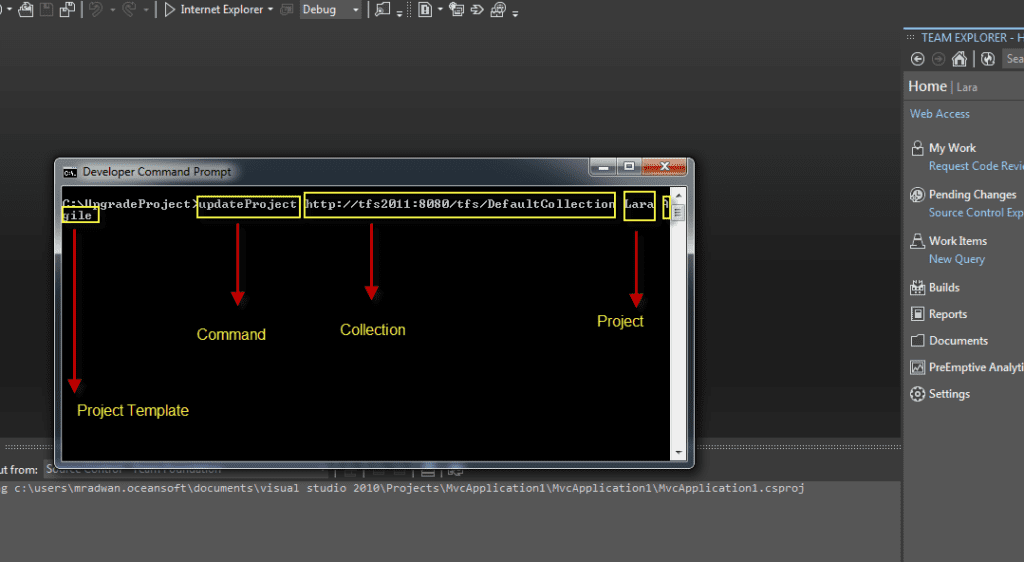 Internet Explorer
Debug
TEAM EXPLORER - H
Sea
Home | Lara
Web Access
My Work
Request Code Revie
Pending Changes
Source Control Exp
Work Items
New Query
Builds
Reports
Documents
PreEmptive Analyti
Settings
Developer Command Prompt
C:\UpgradeProject>updateProject http://tfs2011:8080/tfs/DefaultCollection Lara A
gile
Command
Collection
Project
Project Template
ut from: Source Control - Team Foundation
g c:\users\mradwan.oceansoft\documents\visual studio 2010\Projects\MvcApplication1\MvcApplication1\MvcApplication1.csproj